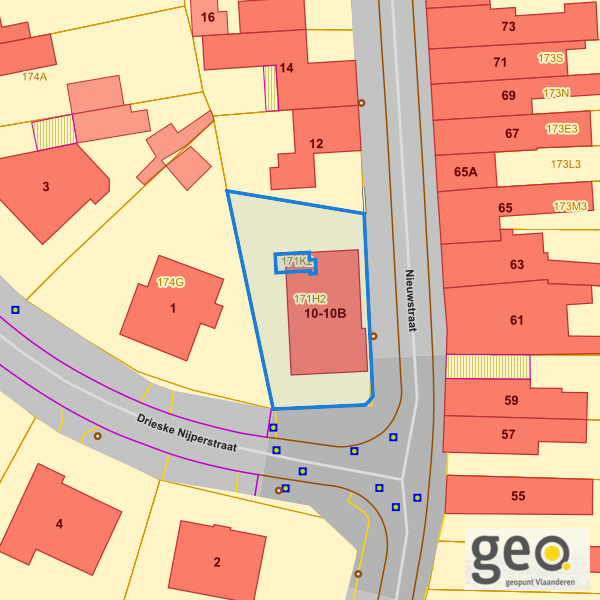 16
73
71
173S
174A
14
69
173N
67
173E3
12
65A
173L3
3
65
173M3
63
171K2
174G
1
171H2
10-10B
Nieuwstraat
61
59
Drieske Nijperstraat
57
55
4
2
geo
geopunt Vlaanderen